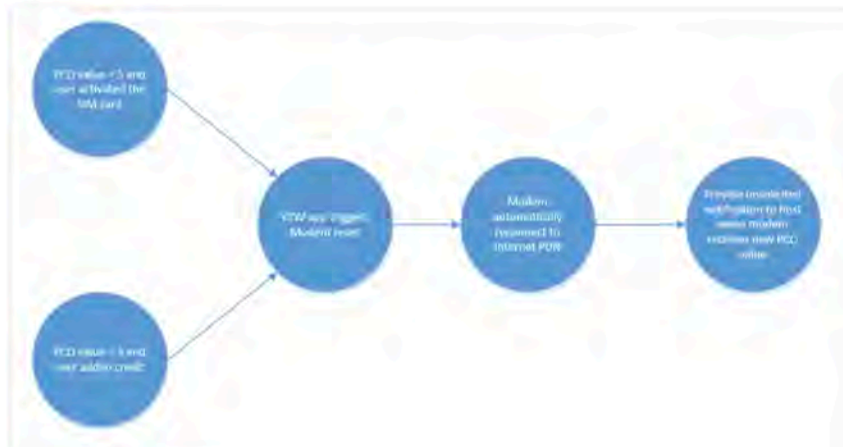 PCO value = 5 and
user activated the
SIM card
VZW app triggers
Modem reset
Modem
automatically
reconnect to
Internet PDN
Provide unsolicited
notification to host
when modem
receives new PCO
value
PCO value = 3 and
user added credit